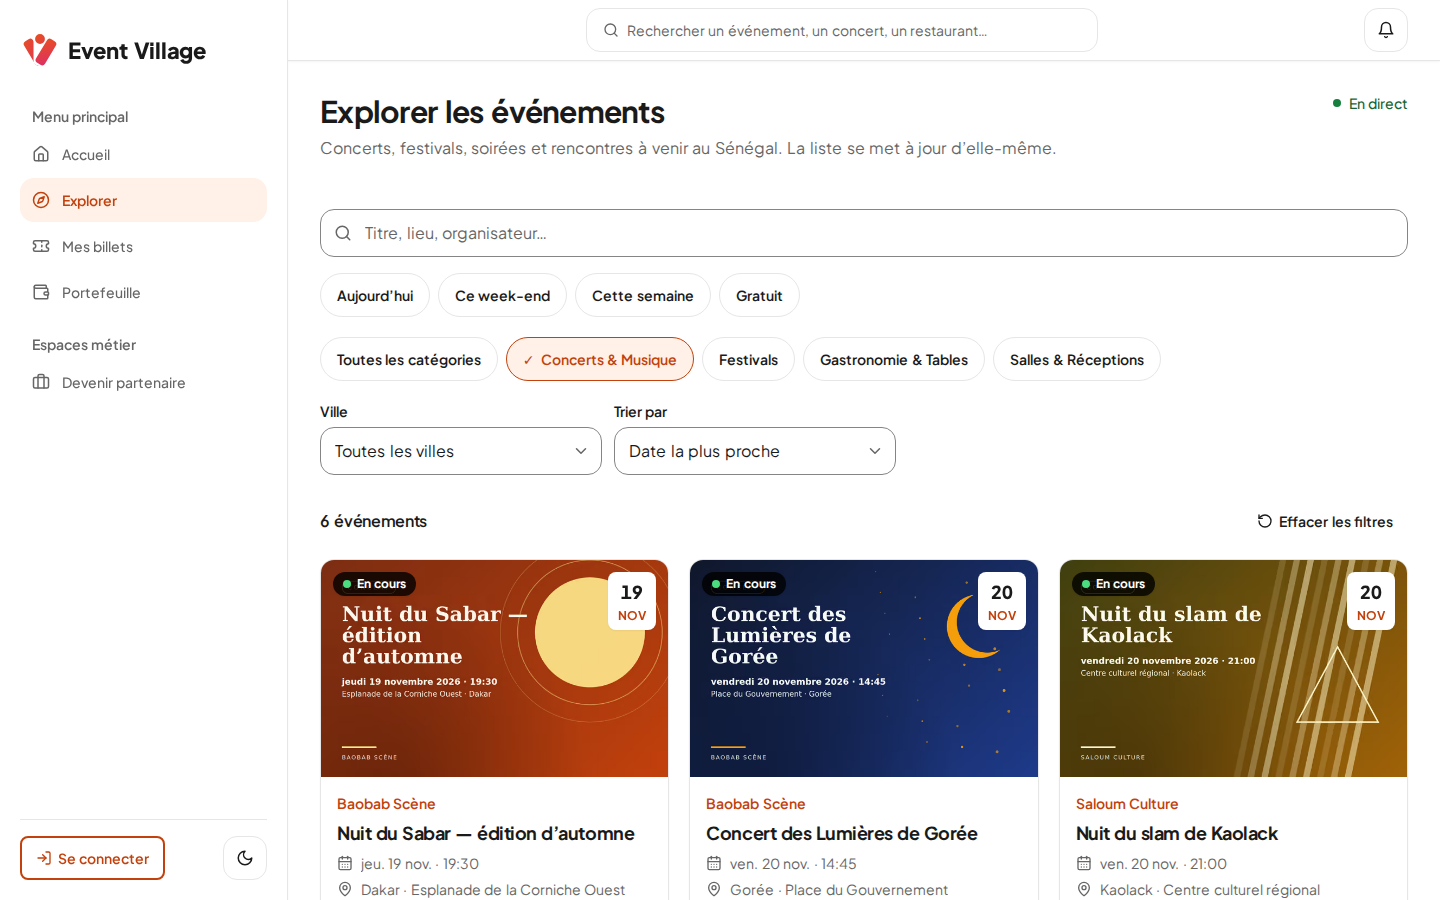 Event Village
Rechercher un événement, un concert, un restaurant…
Menu principal
Accueil
Explorer
Mes billets
Portefeuille
Espaces métier
Devenir partenaire
Se connecter
Explorer les événements
En direct
Concerts, festivals, soirées et rencontres à venir au Sénégal. La liste se met à jour d’elle-même.
Titre, lieu, organisateur…
Aujourd’hui
Ce week-end
Cette semaine
Gratuit
Toutes les catégories
✓ Concerts & Musique
Festivals
Gastronomie & Tables
Salles & Réceptions
Ville
Trier par
Toutes les villes
Date la plus proche
6 événements
Effacer les filtres
En cours
19
NOV
Nuit du Sabar —
édition
d’automne
jeudi 19 novembre 2026 · 19:30
Esplanade de la Corniche Ouest · Dakar
BAOBAB SCÈNE
Baobab Scène
Nuit du Sabar — édition d’automne
jeu. 19 nov. · 19:30
Dakar · Esplanade de la Corniche Ouest
En cours
20
NOV
Concert des
Lumières de
Gorée
vendredi 20 novembre 2026 · 14:45
Place du Gouvernement · Gorée
BAOBAB SCÈNE
Baobab Scène
Concert des Lumières de Gorée
ven. 20 nov. · 14:45
Gorée · Place du Gouvernement
En cours
20
NOV
Nuit du slam de
Kaolack
vendredi 20 novembre 2026 · 21:00
Centre culturel régional · Kaolack
SALOUM CULTURE
Saloum Culture
Nuit du slam de Kaolack
ven. 20 nov. · 21:00
Kaolack · Centre culturel régional